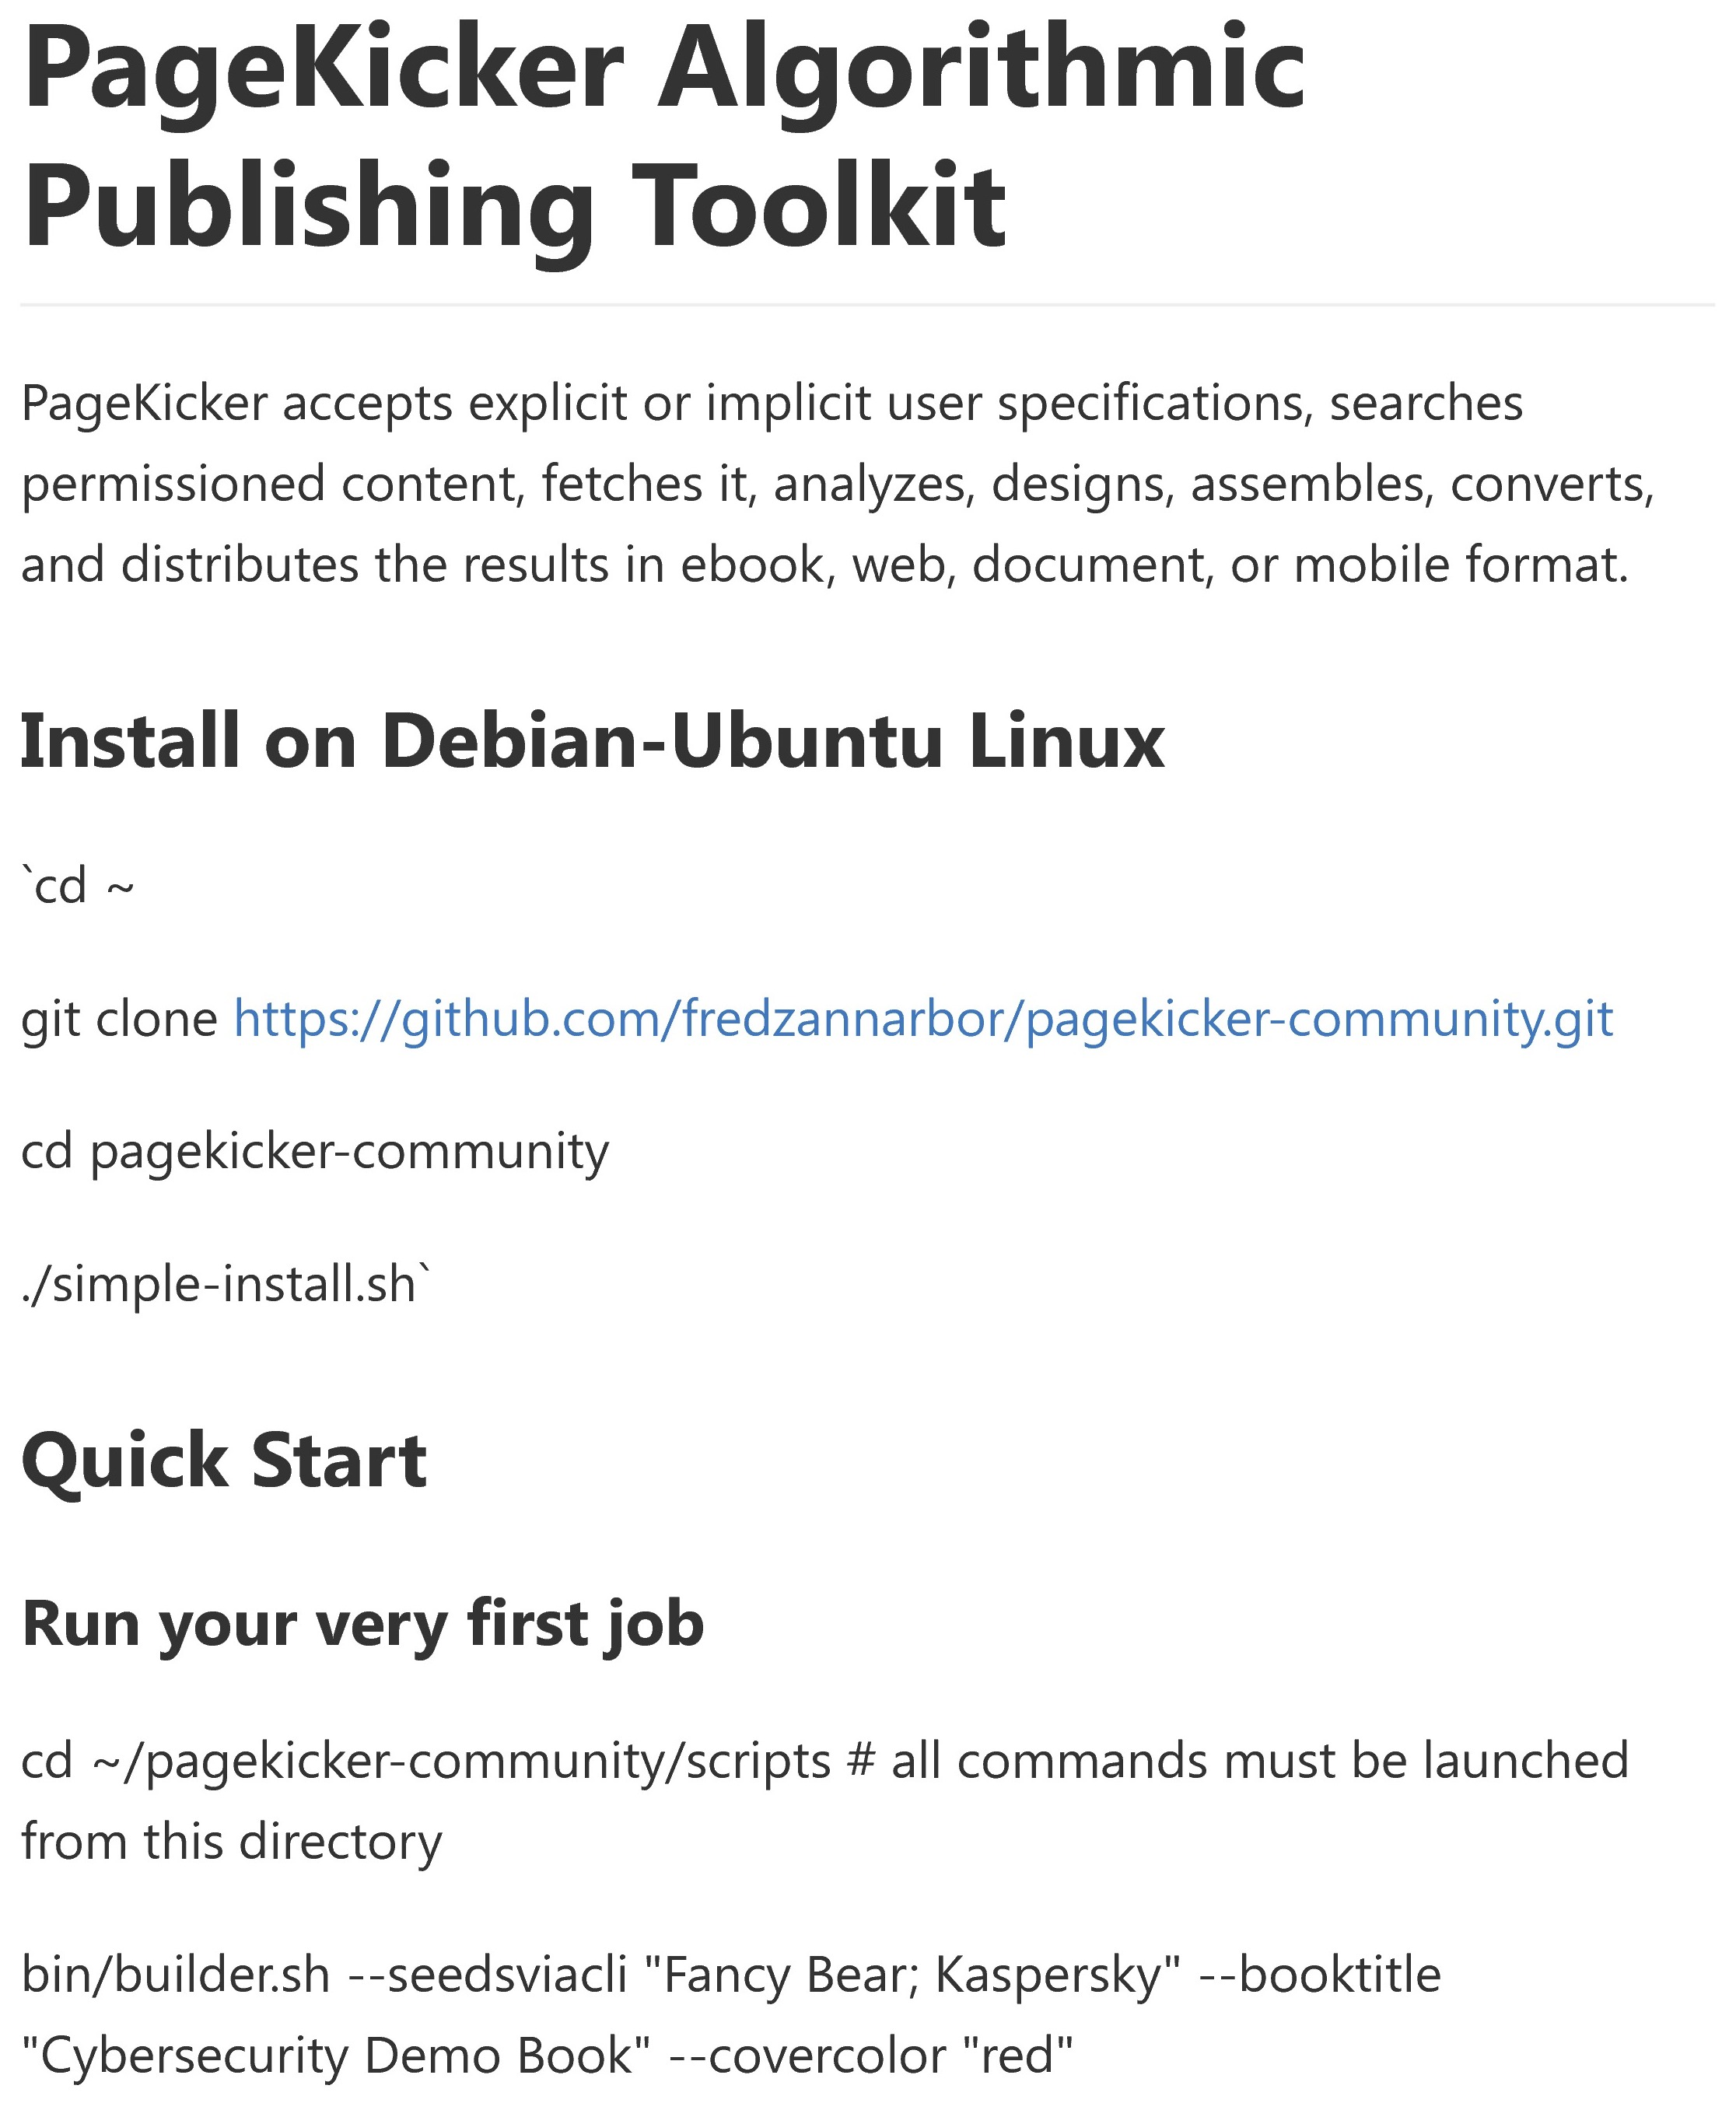 PageKicker Algorithmic
Publishing Toolkit
PageKicker accepts explicit or implicit user specifications, searches
permissioned content, fetches it, analyzes, designs, assembles, converts,
and distributes the results in ebook, web, document, or mobile format.
Install on Debian-Ubuntu Linux
`cd ~
git clone https://github.com/fredzannarbor/pagekicker-community.git
cd pagekicker-community
./simple-install.sh`
Quick Start
Run your very first job
cd ~/pagekicker-community/scripts # all commands must be launched
from this directory
bin/builder.sh --seedsviacli "Fancy Bear; Kaspersky" --booktitle
"Cybersecurity Demo Book" --covercolor "red"